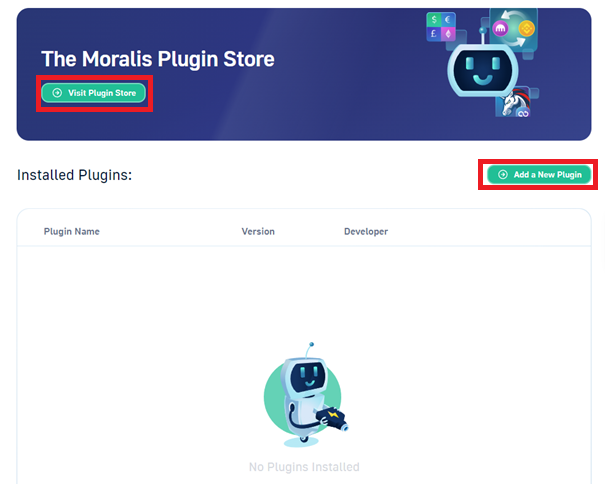 The Moralis Plugin Store
Visit Plugin Store
Installed Plugins:
Add a New Plugin
Plugin Name Version Developer
No Plugins Installed